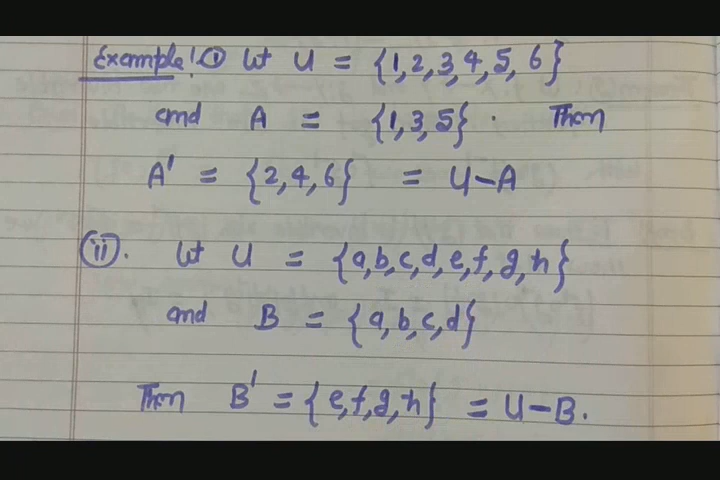 Example! (i) let U = {1,2,3,4,5,6}
and A = {1,3,5}. Then
A' = {2,4,6} = U-A
(ii). let U = {a,b,c,d,e,f,g,h}
and B = {a,b,c,d}
Then B' = {e,f,g,h} = U-B.